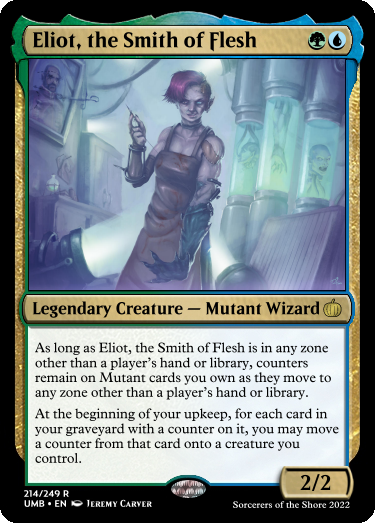 Eliot, the Smith of Flesh
Legendary Creature — Mutant Wizard
As long as Eliot, the Smith of Flesh is in any zone
other than a player's hand or library, counters
remain on Mutant cards you own as they move to
any zone other than a player's hand or library.
At the beginning of your upkeep, for each card in
your graveyard with a counter on it, you may move
a counter from that card onto a creature you
control.
2/2
214/249 R
UMB • EN Jeremy Carver
Sorcerers of the Shore 2022